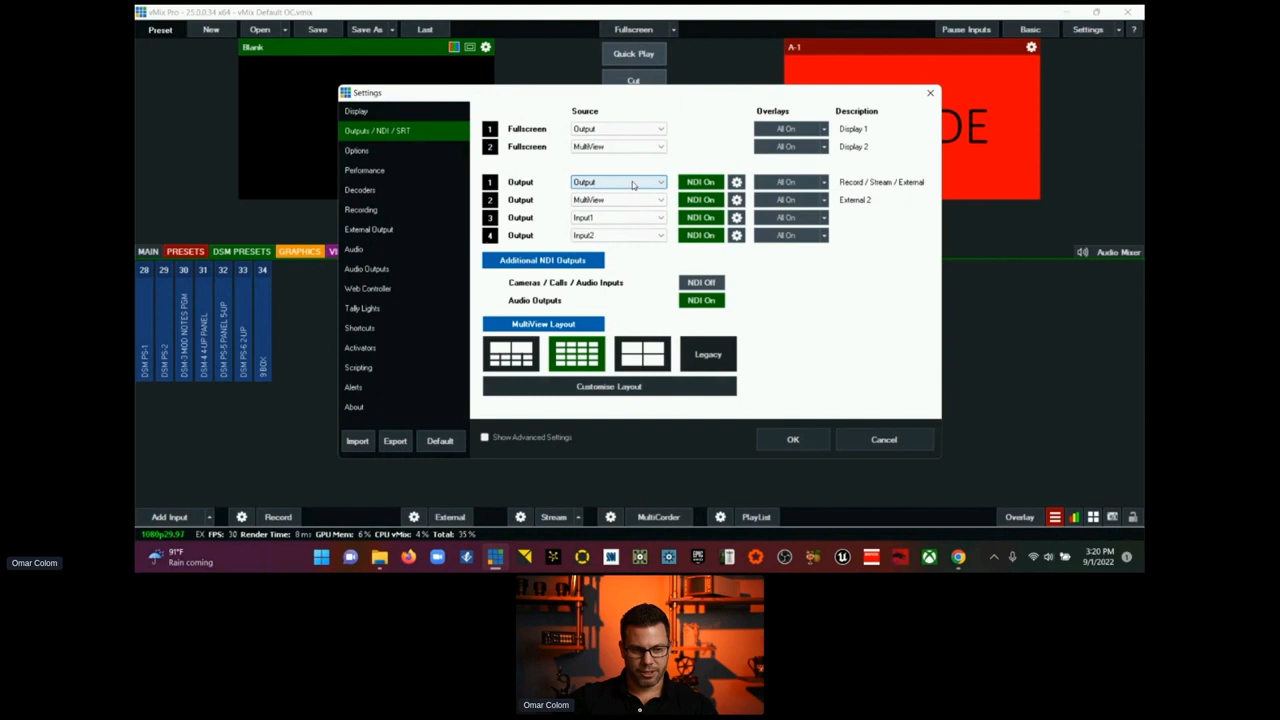 vMix Pro - 25.0.0.34 x64 - vMix Default OC.vmix
Preset New Open Save Save As Last Fullscreen Pause Inputs Basic Settings ?
Blank Quick Play A-1
Cut
Settings
DE
Display
Outputs / NDI / SRT
Options
Performance
Decoders
Recording
External Output
Audio
Audio Outputs
Web Controller
Tally Lights
Shortcuts
Activators
Scripting
Alerts
About
Import Export Default
Source Overlays Description
1 Fullscreen Output All On Display 1
2 Fullscreen MultiView All On Display 2
1 Output Output NDI On All On Record / Stream / External
2 Output MultiView NDI On All On External 2
3 Output Input1 NDI On All On
4 Output Input2 NDI On All On
Additional NDI Outputs
Cameras / Calls / Audio Inputs NDI Off
Audio Outputs NDI On
MultiView Layout
Legacy
Customise Layout
Show Advanced Settings OK Cancel
MAIN PRESETS DSM PRESETS GRAPHICS VI Audio Mixer
28 29 30 31 32 33 34
DSM PS-1
DSM PS-2
DSM-3 MOD NOTES PGM
DSM 4 4-UP PANEL
DSM PS-5 PANEL 5-UP
DSM PS-6 2-UP
9 BOX
Add Input Record External Stream MultiCorder PlayList Overlay
1080p29.97 EX FPS: 30 Render Time: 8 ms GPU Mem: 6 % CPU vMix: 4 % Total: 35 %
91°F
Rain coming
3:20 PM
9/1/2022
Omar Colom
Omar Colom